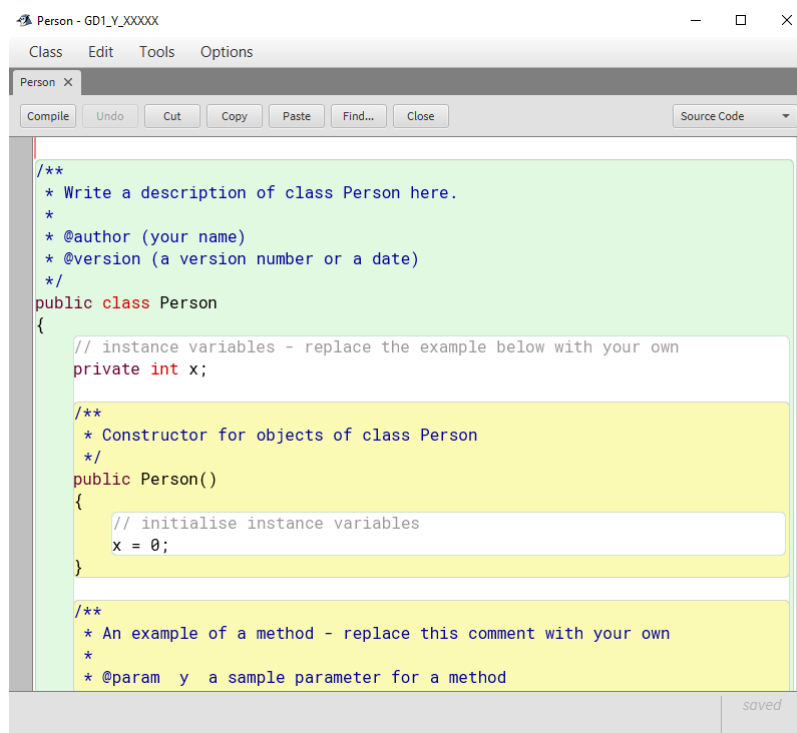 Person - GD1_Y_XXXXX
Class Edit Tools Options
Person ×
Compile Undo Cut Copy Paste Find... Close Source Code
/**
 * Write a description of class Person here.
 *
 * @author (your name)
 * @version (a version number or a date)
 */
public class Person
{
    // instance variables - replace the example below with your own
    private int x;
    /**
     * Constructor for objects of class Person
     */
    public Person()
    {
        // initialise instance variables
        x = 0;
    }
    /**
     * An example of a method - replace this comment with your own
     *
     * @param  y  a sample parameter for a method
saved